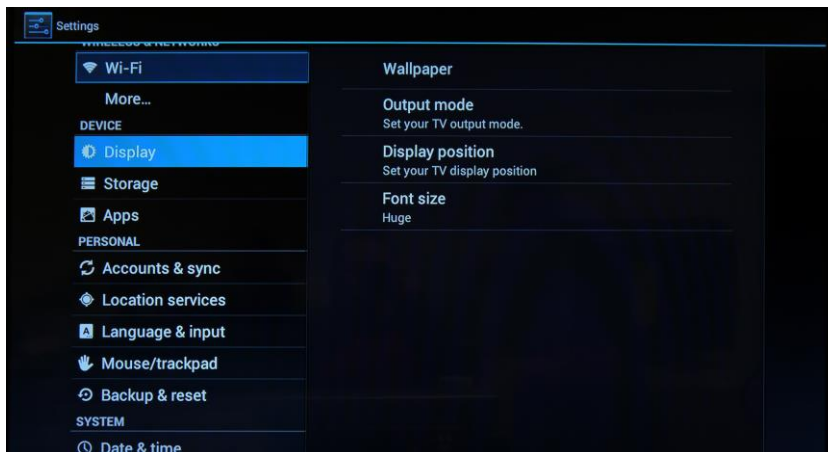 Settings
WIRELESS & NETWORKS
Wi-Fi
More...
DEVICE
Display
Storage
Apps
PERSONAL
Accounts & sync
Location services
A Language & input
Mouse/trackpad
Backup & reset
SYSTEM
Date & time
Wallpaper
Output mode
Set your TV output mode.
Display position
Set your TV display position
Font size
Huge